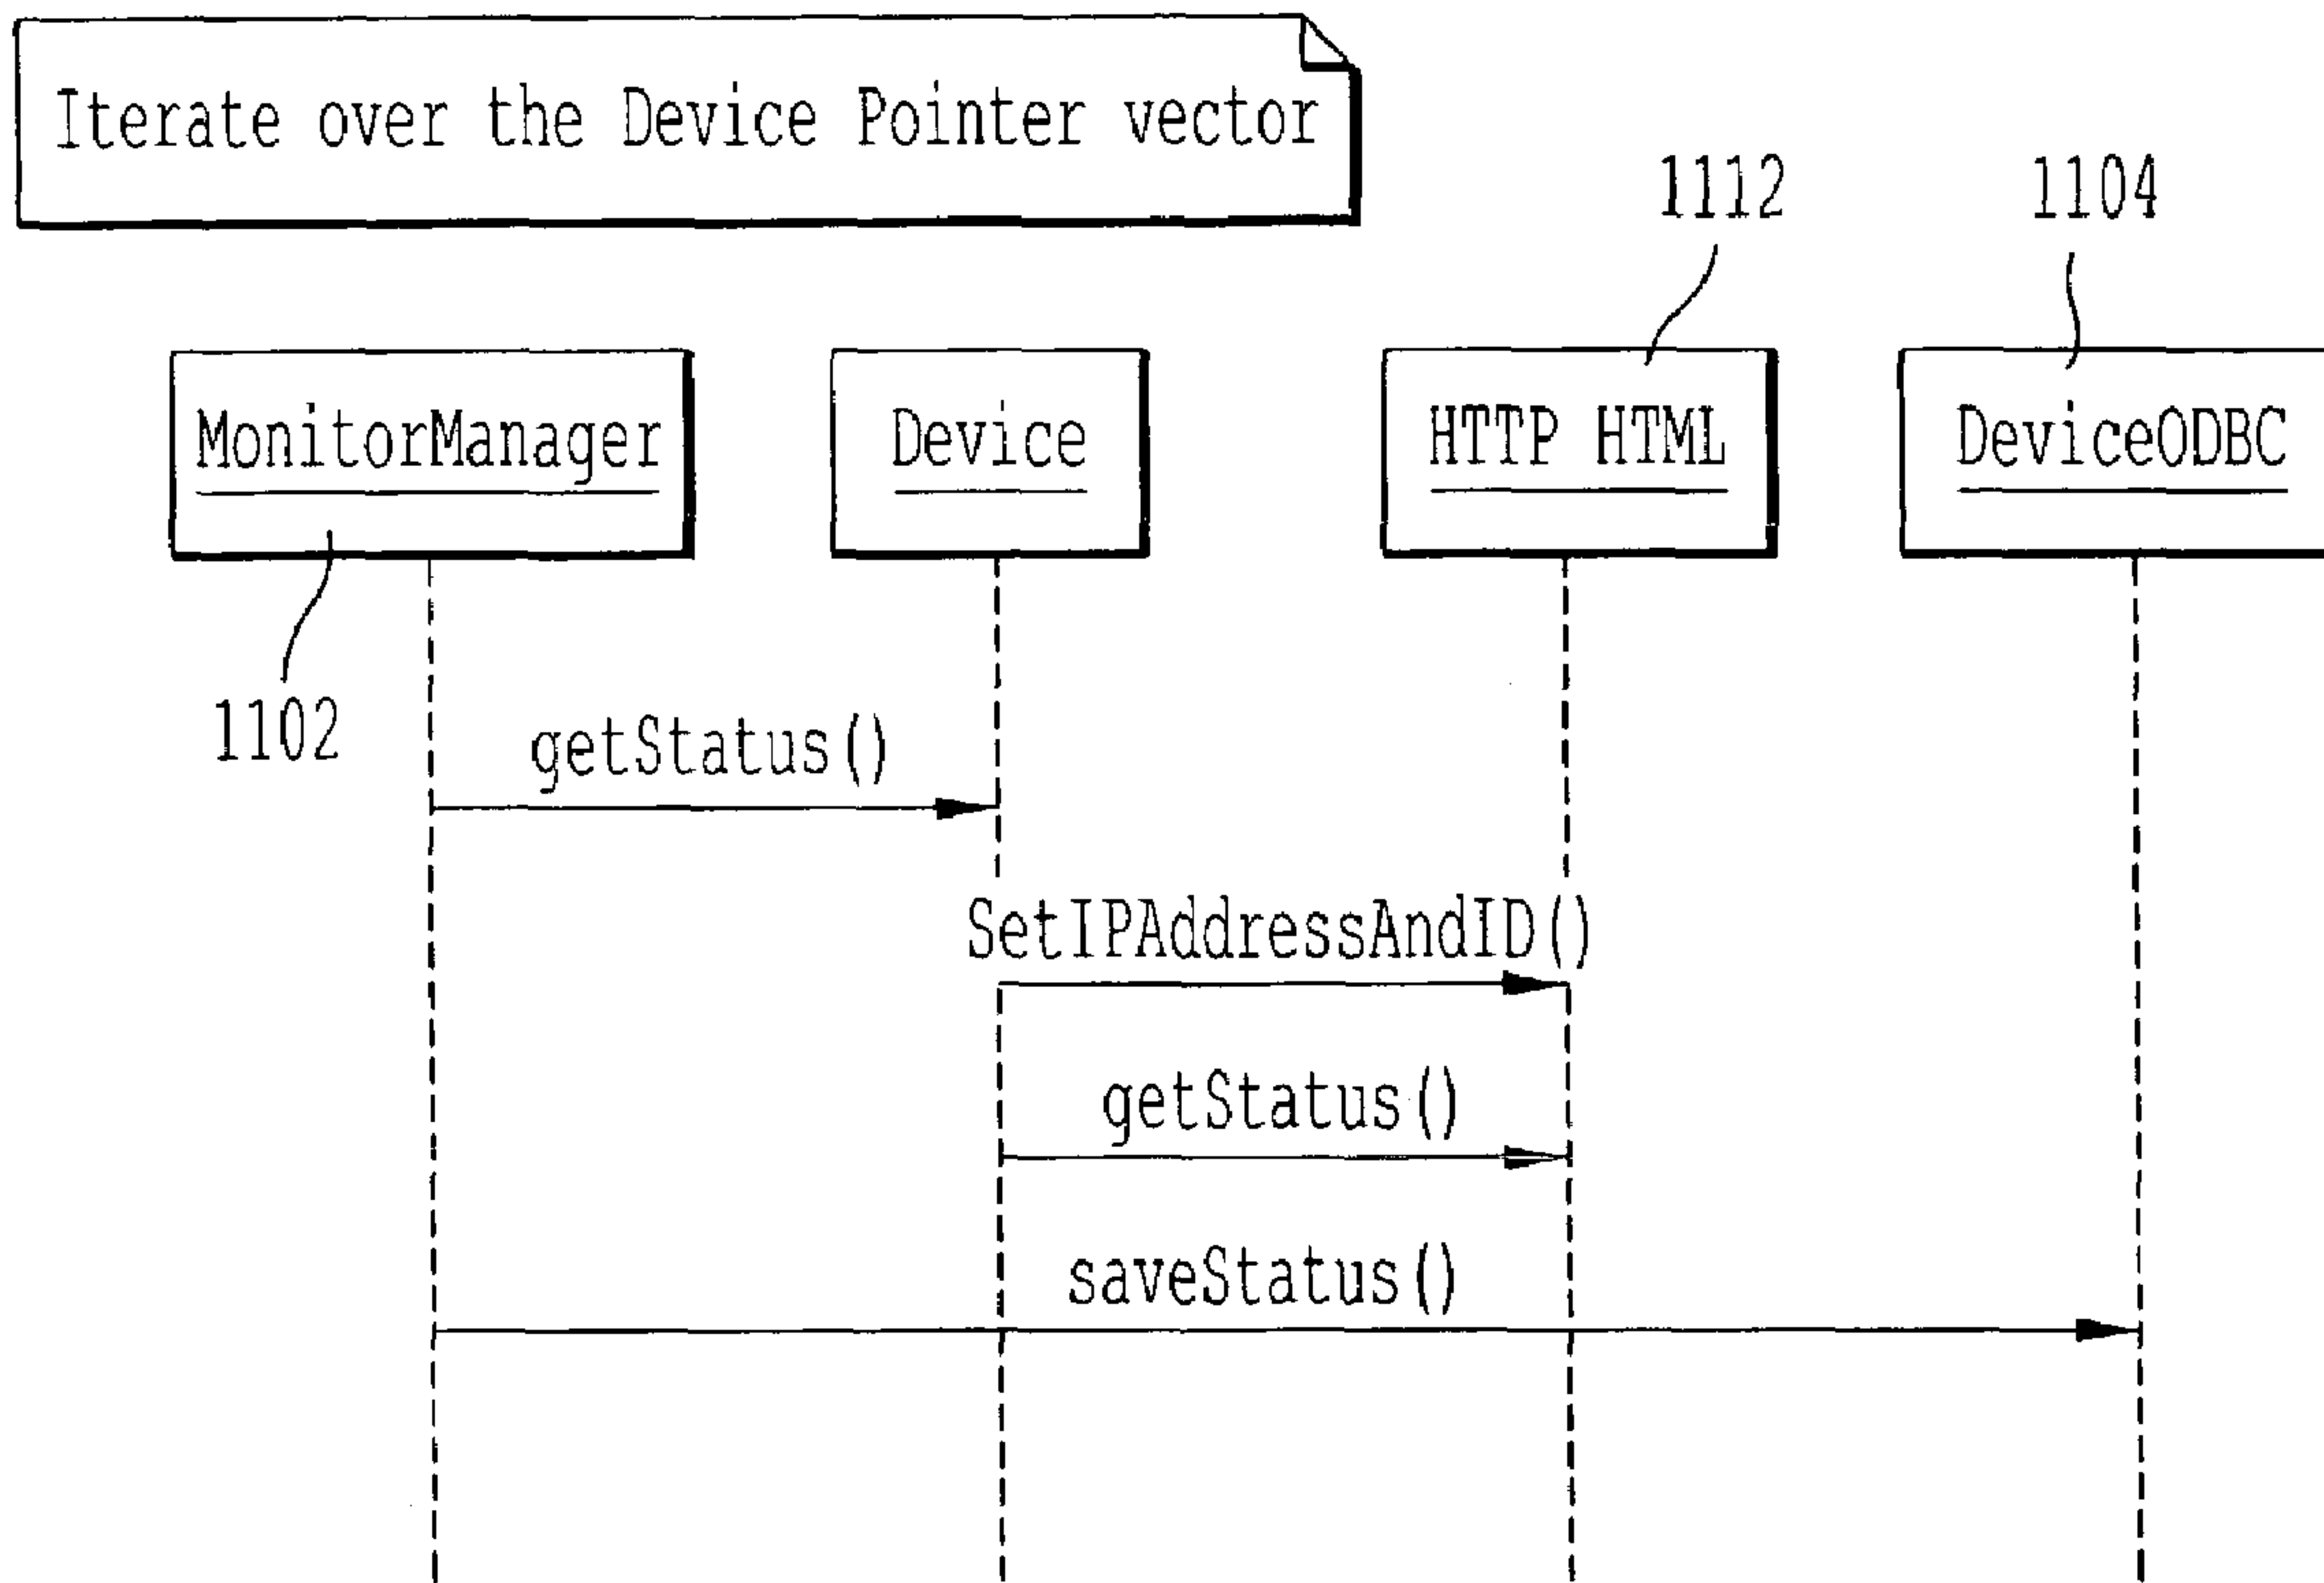 Iterate over the Device Pointer vector
1112
1104
MonitorManager
Device
HTTP HTML
DeviceODBC
1102
getStatus()
SetIPAddressAndID()
getStatus()
saveStatus()